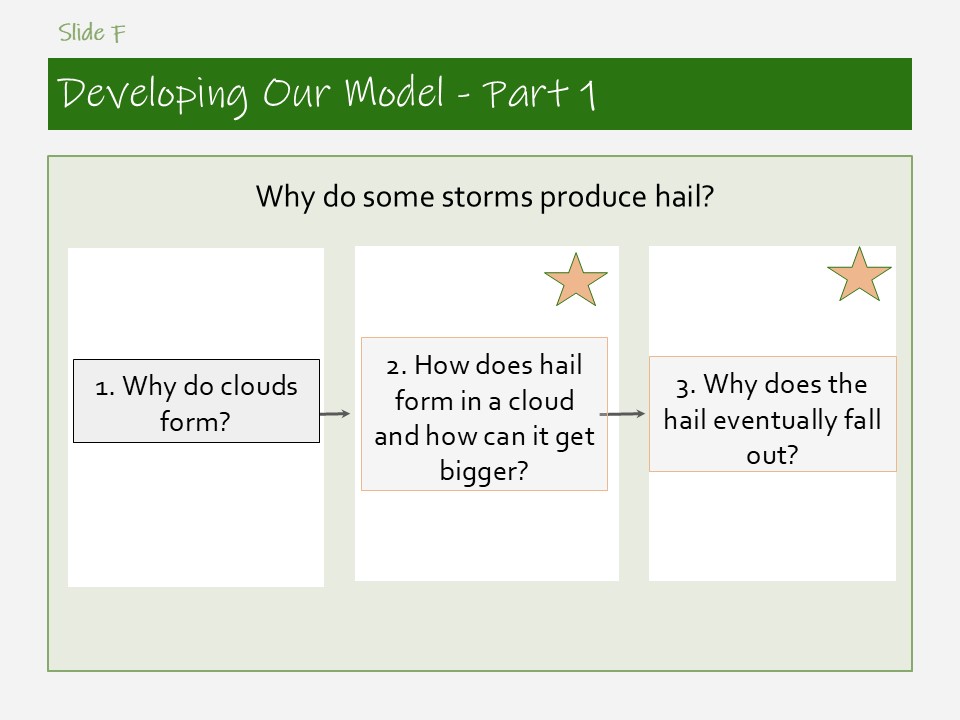 Slide F
Developing Our Model - Part 1
Why do some storms produce hail?
1. Why do clouds
form?
2. How does hail
form in a cloud
and how can it get
bigger?
3. Why does the
hail eventually fall
out?